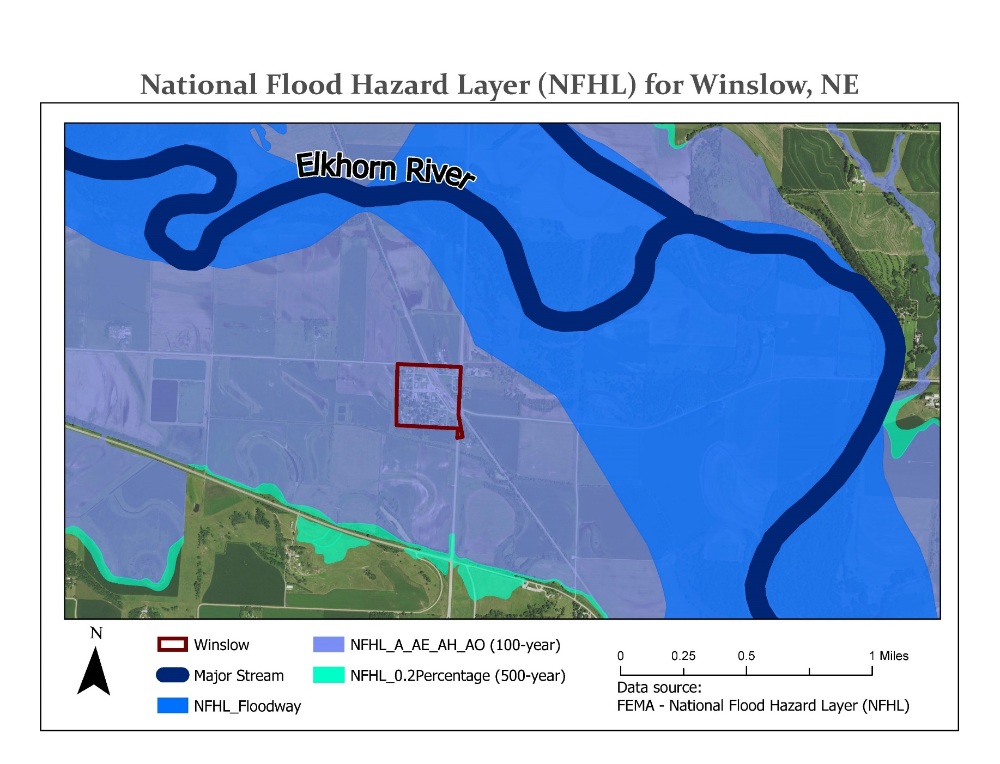 National Flood Hazard Layer (NFHL) for Winslow, NE
Elkhorn River
N
Winslow
Major Stream
NFHL_Floodway
NFHL_A_AE_AH_AO (100-year)
NFHL_0.2Percentage (500-year)
0 0.25 0.5 1 Miles
Data source:
FEMA - National Flood Hazard Layer (NFHL)